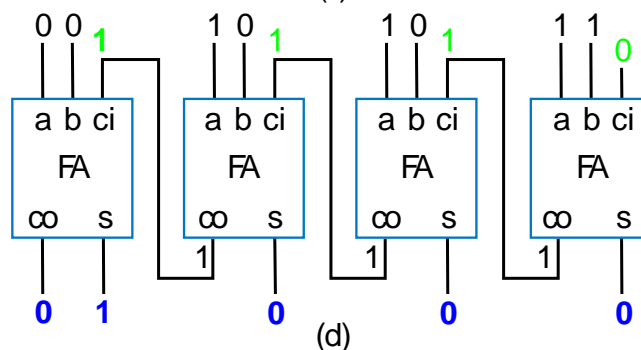 0 0 1 1 0 1 1 0 1 1 1 0
a b ci a b ci a b ci a b ci
FA FA FA FA
co s co s co s co s
1 1 1
0 1 0 0 0
(d)